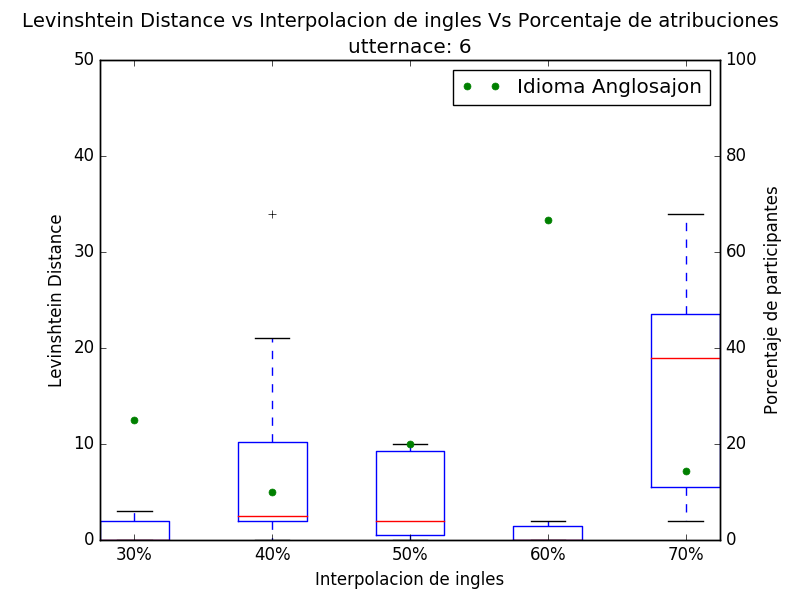 Levinshtein Distance vs Interpolacion de ingles Vs Porcentaje de atribuciones
utternace: 6
Idioma Anglosajon
50
40
30
20
10
0
Levinshtein Distance
100
80
60
40
20
0
Porcentaje de participantes
30% 40% 50% 60% 70%
Interpolacion de ingles